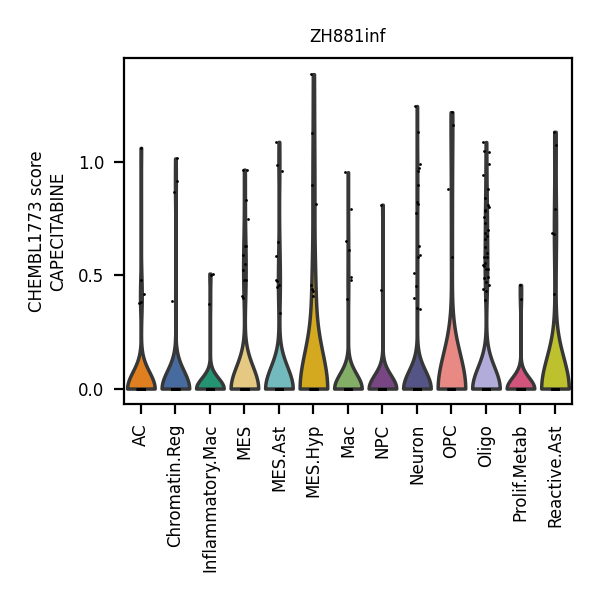 ZH881inf
CHEMBL1773 score
CAPECITABINE
1.0
0.5
0.0
AC
Chromatin.Reg
Inflammatory.Mac
MES
MES.Ast
MES.Hyp
Mac
NPC
Neuron
OPC
Oligo
Prolif.Metab
Reactive.Ast